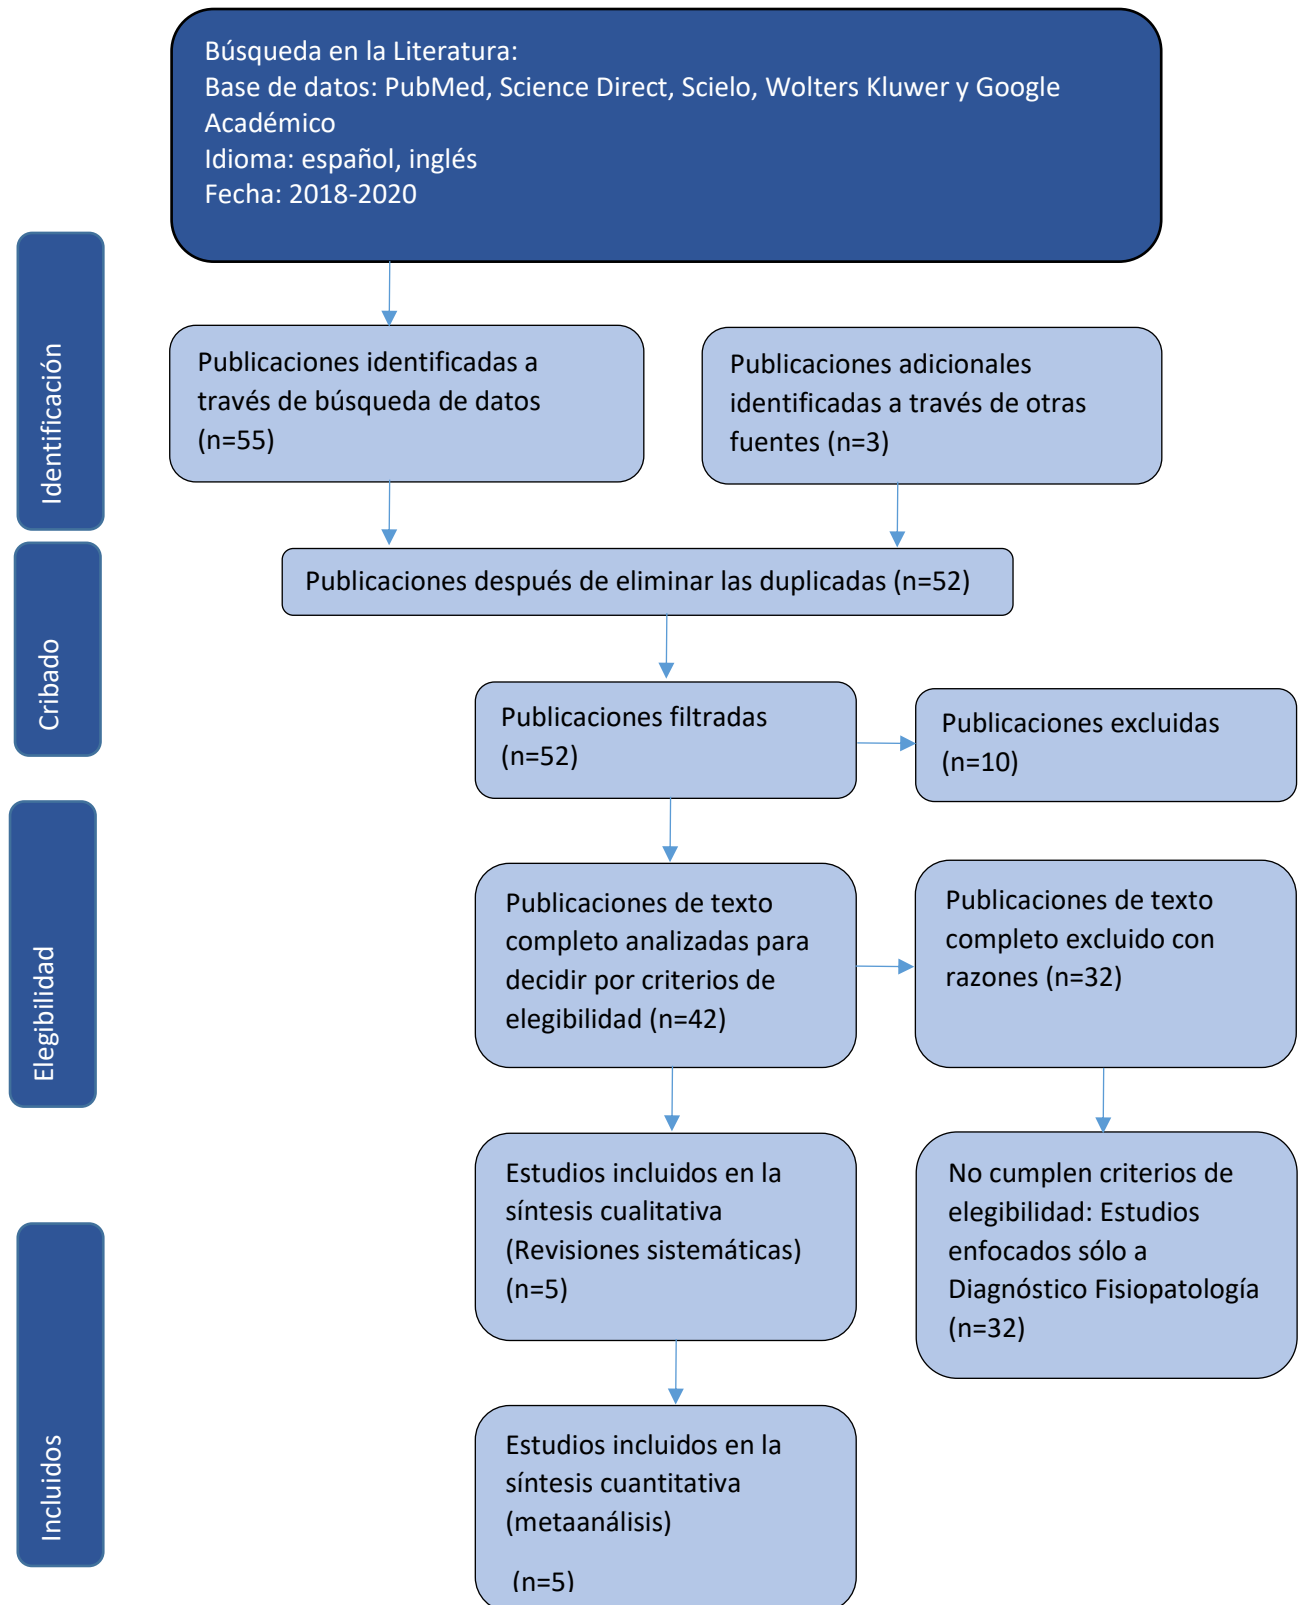 Búsqueda en la Literatura:
Base de datos: PubMed, Science Direct, Scielo, Wolters Kluwer y Google
Académico
Idioma: español, inglés
Fecha: 2018-2020
Identificación
Publicaciones identificadas a
través de búsqueda de datos
(n=55)
Publicaciones adicionales
identificadas a través de otras
fuentes (n=3)
Cribado
Publicaciones después de eliminar las duplicadas (n=52)
Publicaciones filtradas
(n=52)
Publicaciones excluidas
(n=10)
Elegibilidad
Publicaciones de texto
completo analizadas para
decidir por criterios de
elegibilidad (n=42)
Publicaciones de texto
completo excluido con
razones (n=32)
Estudios incluidos en la
síntesis cualitativa
(Revisiones sistemáticas)
(n=5)
No cumplen criterios de
elegibilidad: Estudios
enfocados sólo a
Diagnóstico Fisiopatología
(n=32)
Incluidos
Estudios incluidos en la
síntesis cuantitativa
(metaanálisis)
(n=5)